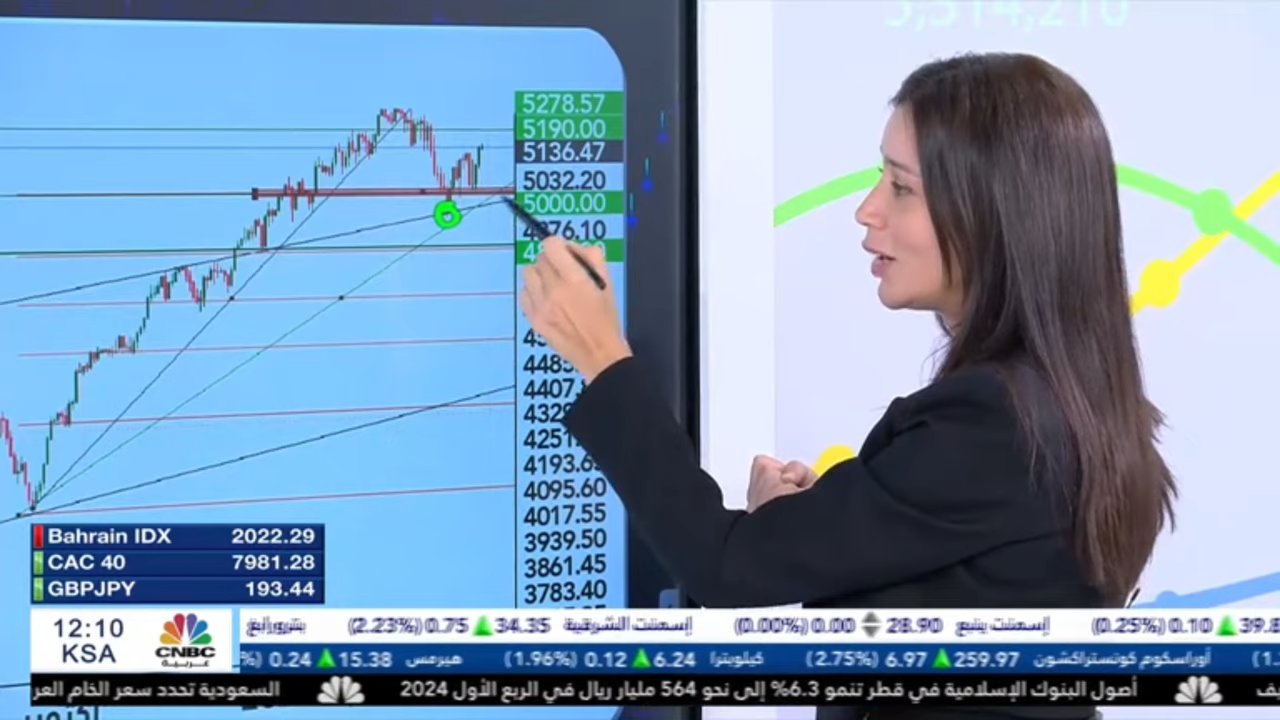 5,514,210
5278.57
5190.00
5136.47
5032.20
5000.00
4485.
4407.
4329
4251.
4193.6
4095.60
4017.55
3939.50
3861.45
3783.40
Bahrain IDX 2022.29
CAC 40 7981.28
GBPJPY 193.44
12:10
KSA
CNBC
عربية
39.8 0.10 (0.25%) إسمنت ينبع 28.90 0.00 (0.00%) إسمنت الشرقية 34.35 0.75 (2.23%) بترورابغ
أوراسكوم كونستراكشون 259.97 6.97 (2.75%) كيلوبترا 6.24 0.12 (1.96%) هيرمس 15.38 0.24
أصول البنوك الإسلامية في قطر تنمو 6.3% إلى نحو 564 مليار ريال في الربع الأول 2024 السعودية تحدد سعر الخام العر